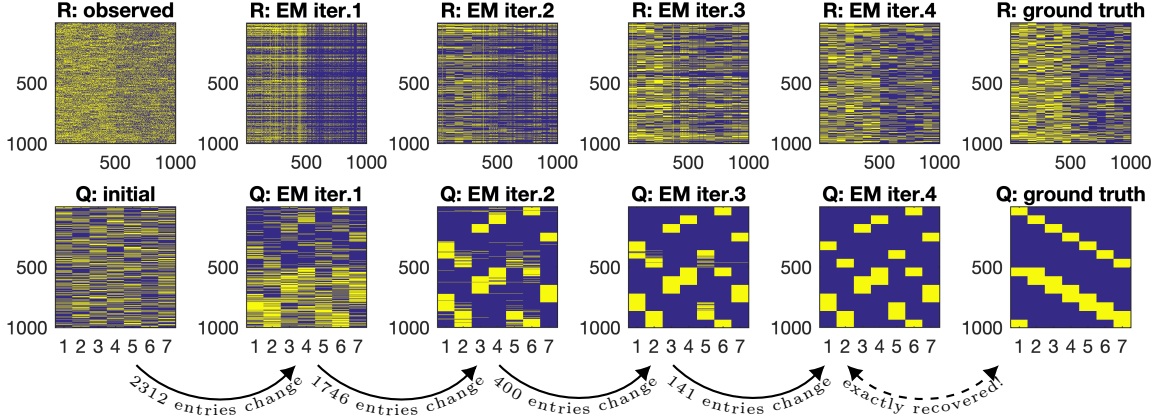 R: observed R: EM iter.1 R: EM iter.2 R: EM iter.3 R: EM iter.4 R: ground truth
500 500 500 500 500 500
1000 1000 1000 1000 1000 1000
500 1000 500 1000 500 1000 500 1000 500 1000 500 1000
Q: initial Q: EM iter.1 Q: EM iter.2 Q: EM iter.3 Q: EM iter.4 Q: ground truth
500 500 500 500 500 500
1000 1000 1000 1000 1000 1000
1 2 3 4 5 6 7 1 2 3 4 5 6 7 1 2 3 4 5 6 7 1 2 3 4 5 6 7 1 2 3 4 5 6 7 1 2 3 4 5 6 7
2312 entries change 1746 entries change 400 entries change 141 entries change exactly recovered!